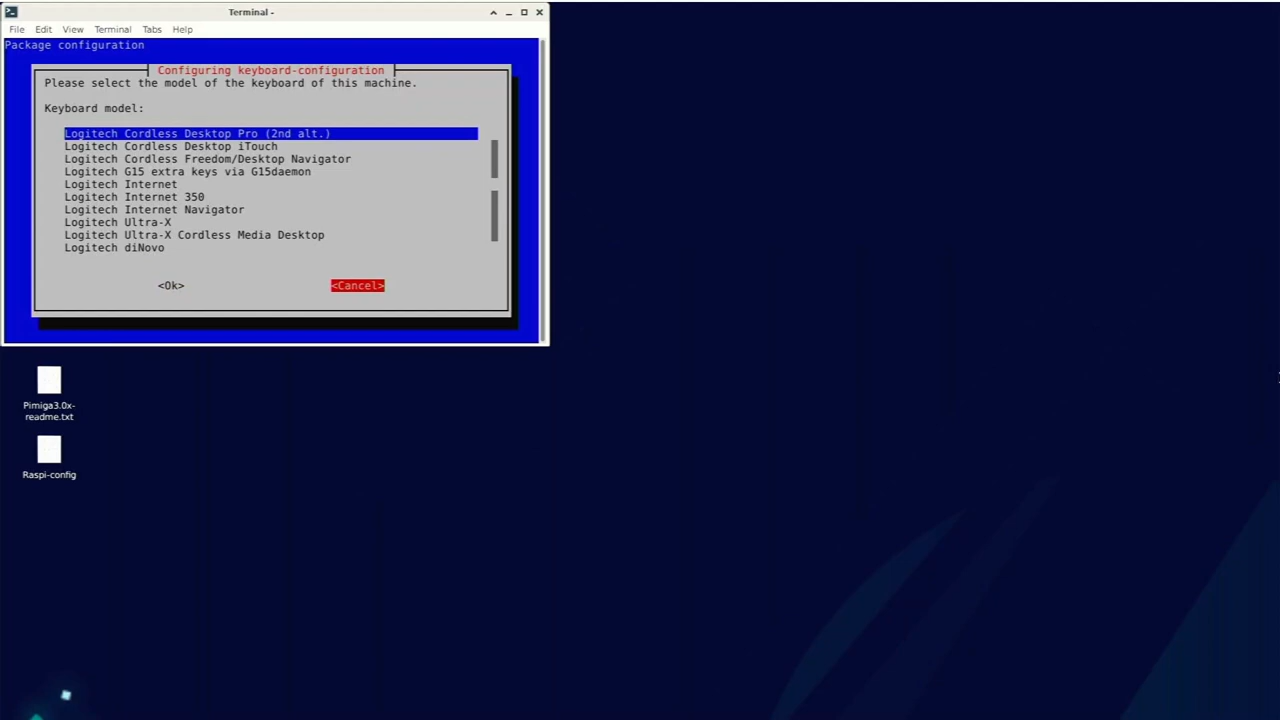 Terminal -
File Edit View Terminal Tabs Help
Package configuration
Configuring keyboard-configuration
Please select the model of the keyboard of this machine.
Keyboard model:
Logitech Cordless Desktop Pro (2nd alt.)
Logitech Cordless Desktop iTouch
Logitech Cordless Freedom/Desktop Navigator
Logitech G15 extra keys via G15daemon
Logitech Internet
Logitech Internet 350
Logitech Internet Navigator
Logitech Ultra-X
Logitech Ultra-X Cordless Media Desktop
Logitech diNovo
<Ok> <Cancel>
Pimiga3.0x-
readme.txt
Raspi-config